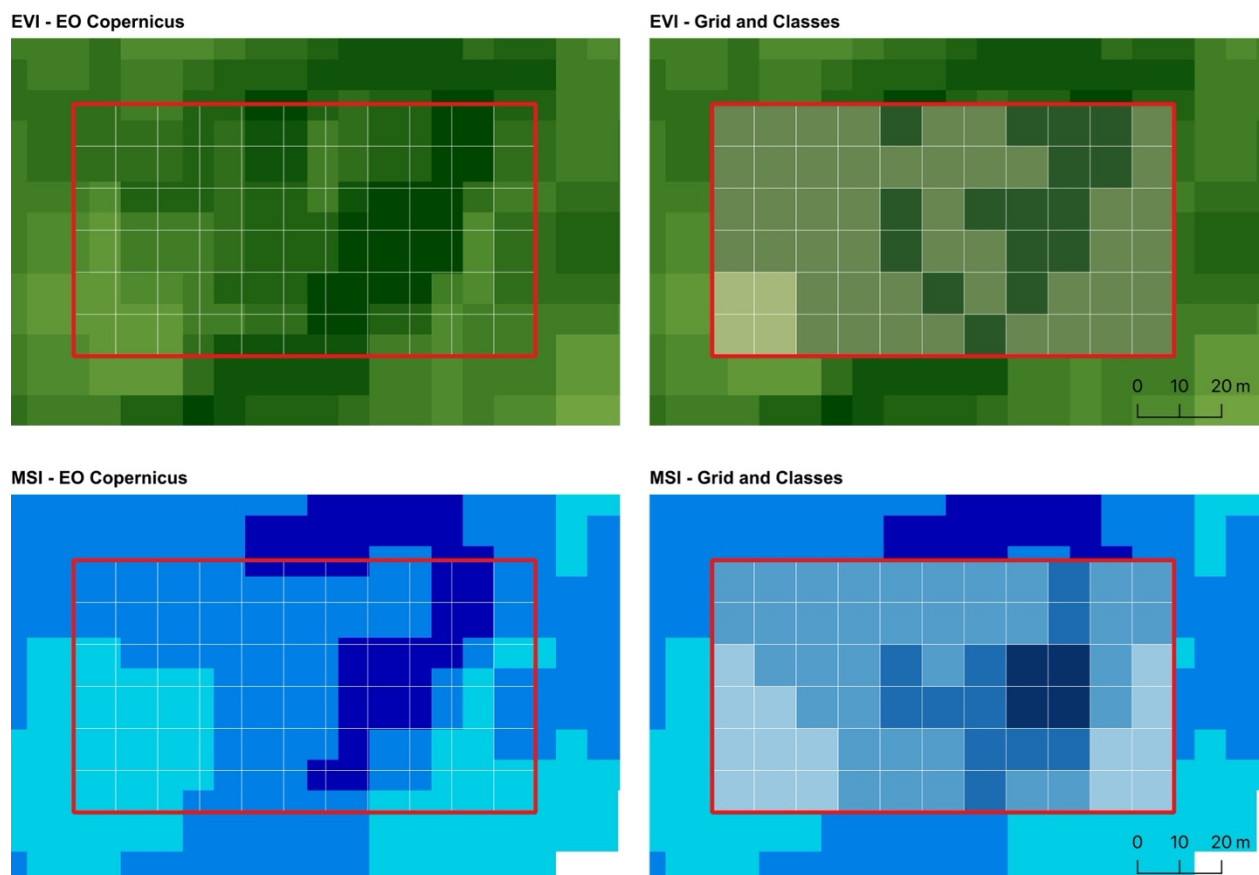 EVI - EO Copernicus
EVI - Grid and Classes
0 10 20 m
MSI - EO Copernicus
MSI - Grid and Classes
0 10 20 m